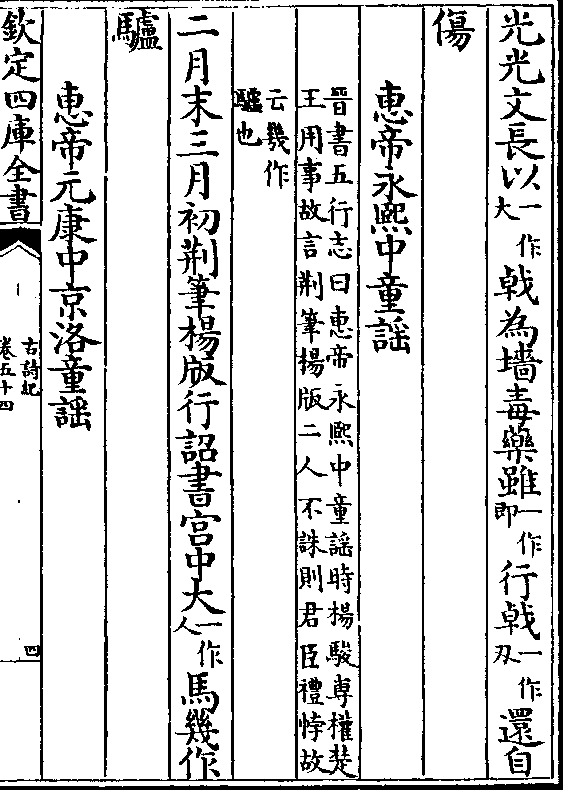 光光文長以一作大戟為墻毒藥雖一作即行戟一作刄還自
傷
惠帝永熙中童謡
晉書五行志曰惠帝永熙中童謡時楊駿専權楚
王用事故言荆筆楊版二人不誅則君臣禮悖故
云幾作
驢也
二月末三月初荆筆楊版行詔書宫中大一作人馬幾作
驢
惠帝元康中京洛童謡
欽定四庫全書
古詩紀
卷五十四
四